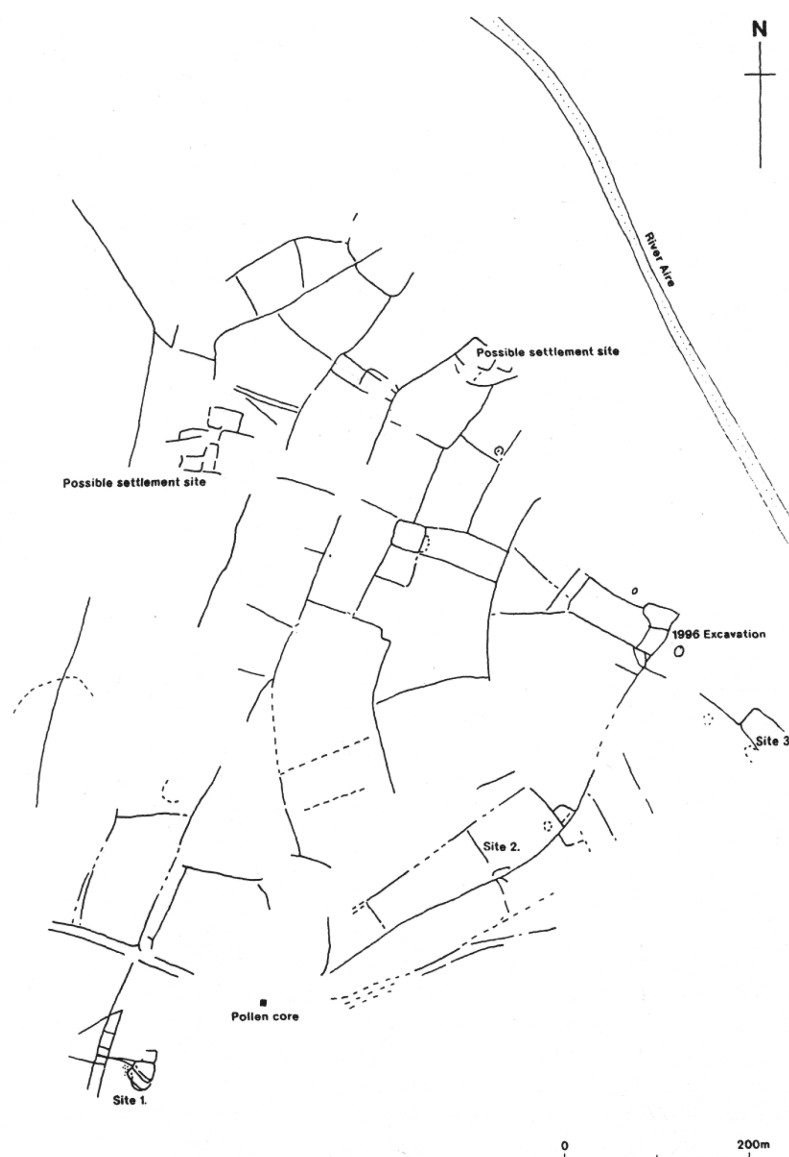 N
River Aire
Possible settlement site
Possible settlement site
1996 Excavation
Site 3
Site 2.
Pollen core
Site 1.
0 200m